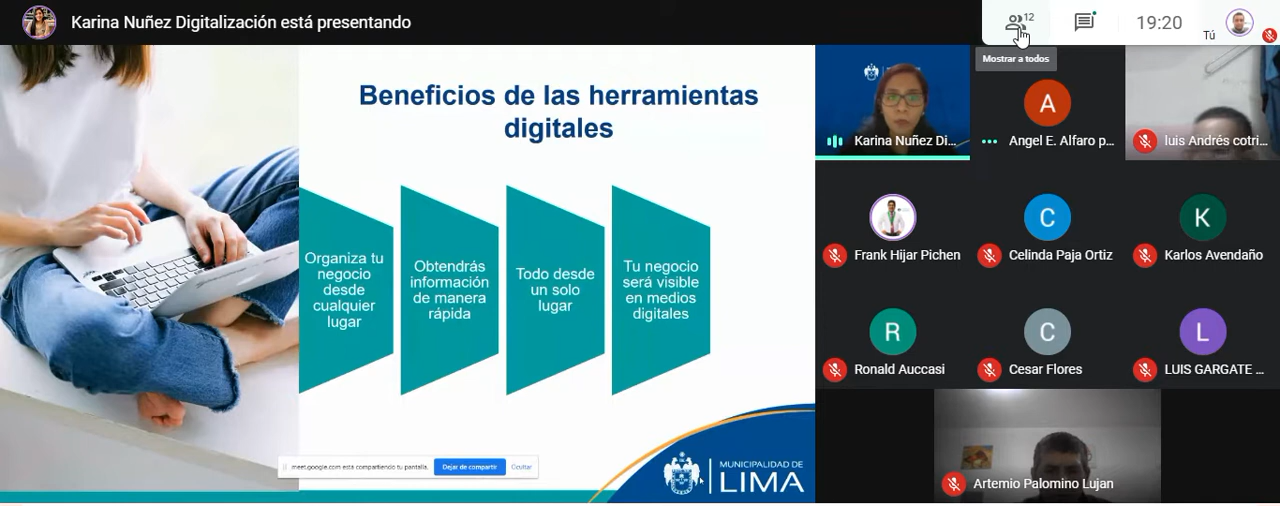 Karina Nuñez Digitalización está presentando
12
19:20
Tú
Mostrar a todos
Beneficios de las herramientas
digitales
Organiza tu
negocio
desde
cualquier
lugar
Obtendrás
información
de manera
rápida
Todo desde
un solo
lugar
Tu negocio
será visible
en medios
digitales
meet.google.com está compartiendo tu pantalla.
Dejar de compartir
Ocultar
MUNICIPALIDAD DE
LIMA
Karina Nuñez Di...
A
Angel E. Alfaro p...
luis Andrés cotri...
Frank Hijar Pichen
C
Celinda Paja Ortiz
K
Karlos Avendaño
R
Ronald Auccasi
C
Cesar Flores
L
LUIS GARGATE ...
Artemio Palomino Lujan